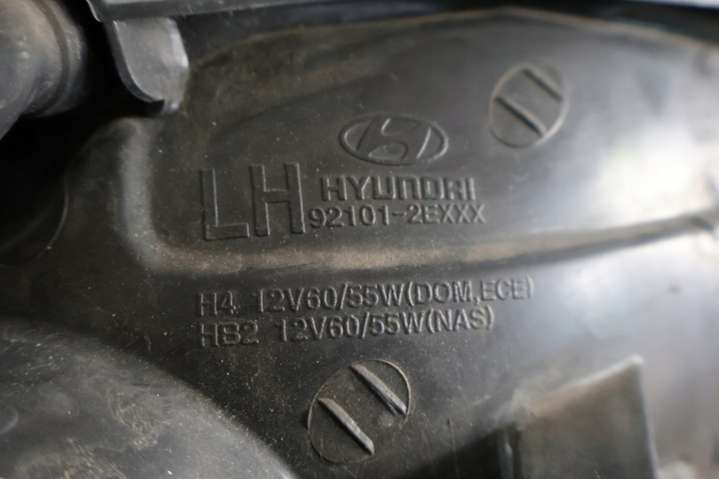 LH HYUNDAI
92101-2EXXX
H4 12V60/55W(DOM,ECE)
HB2 12V60/55W(NAS)